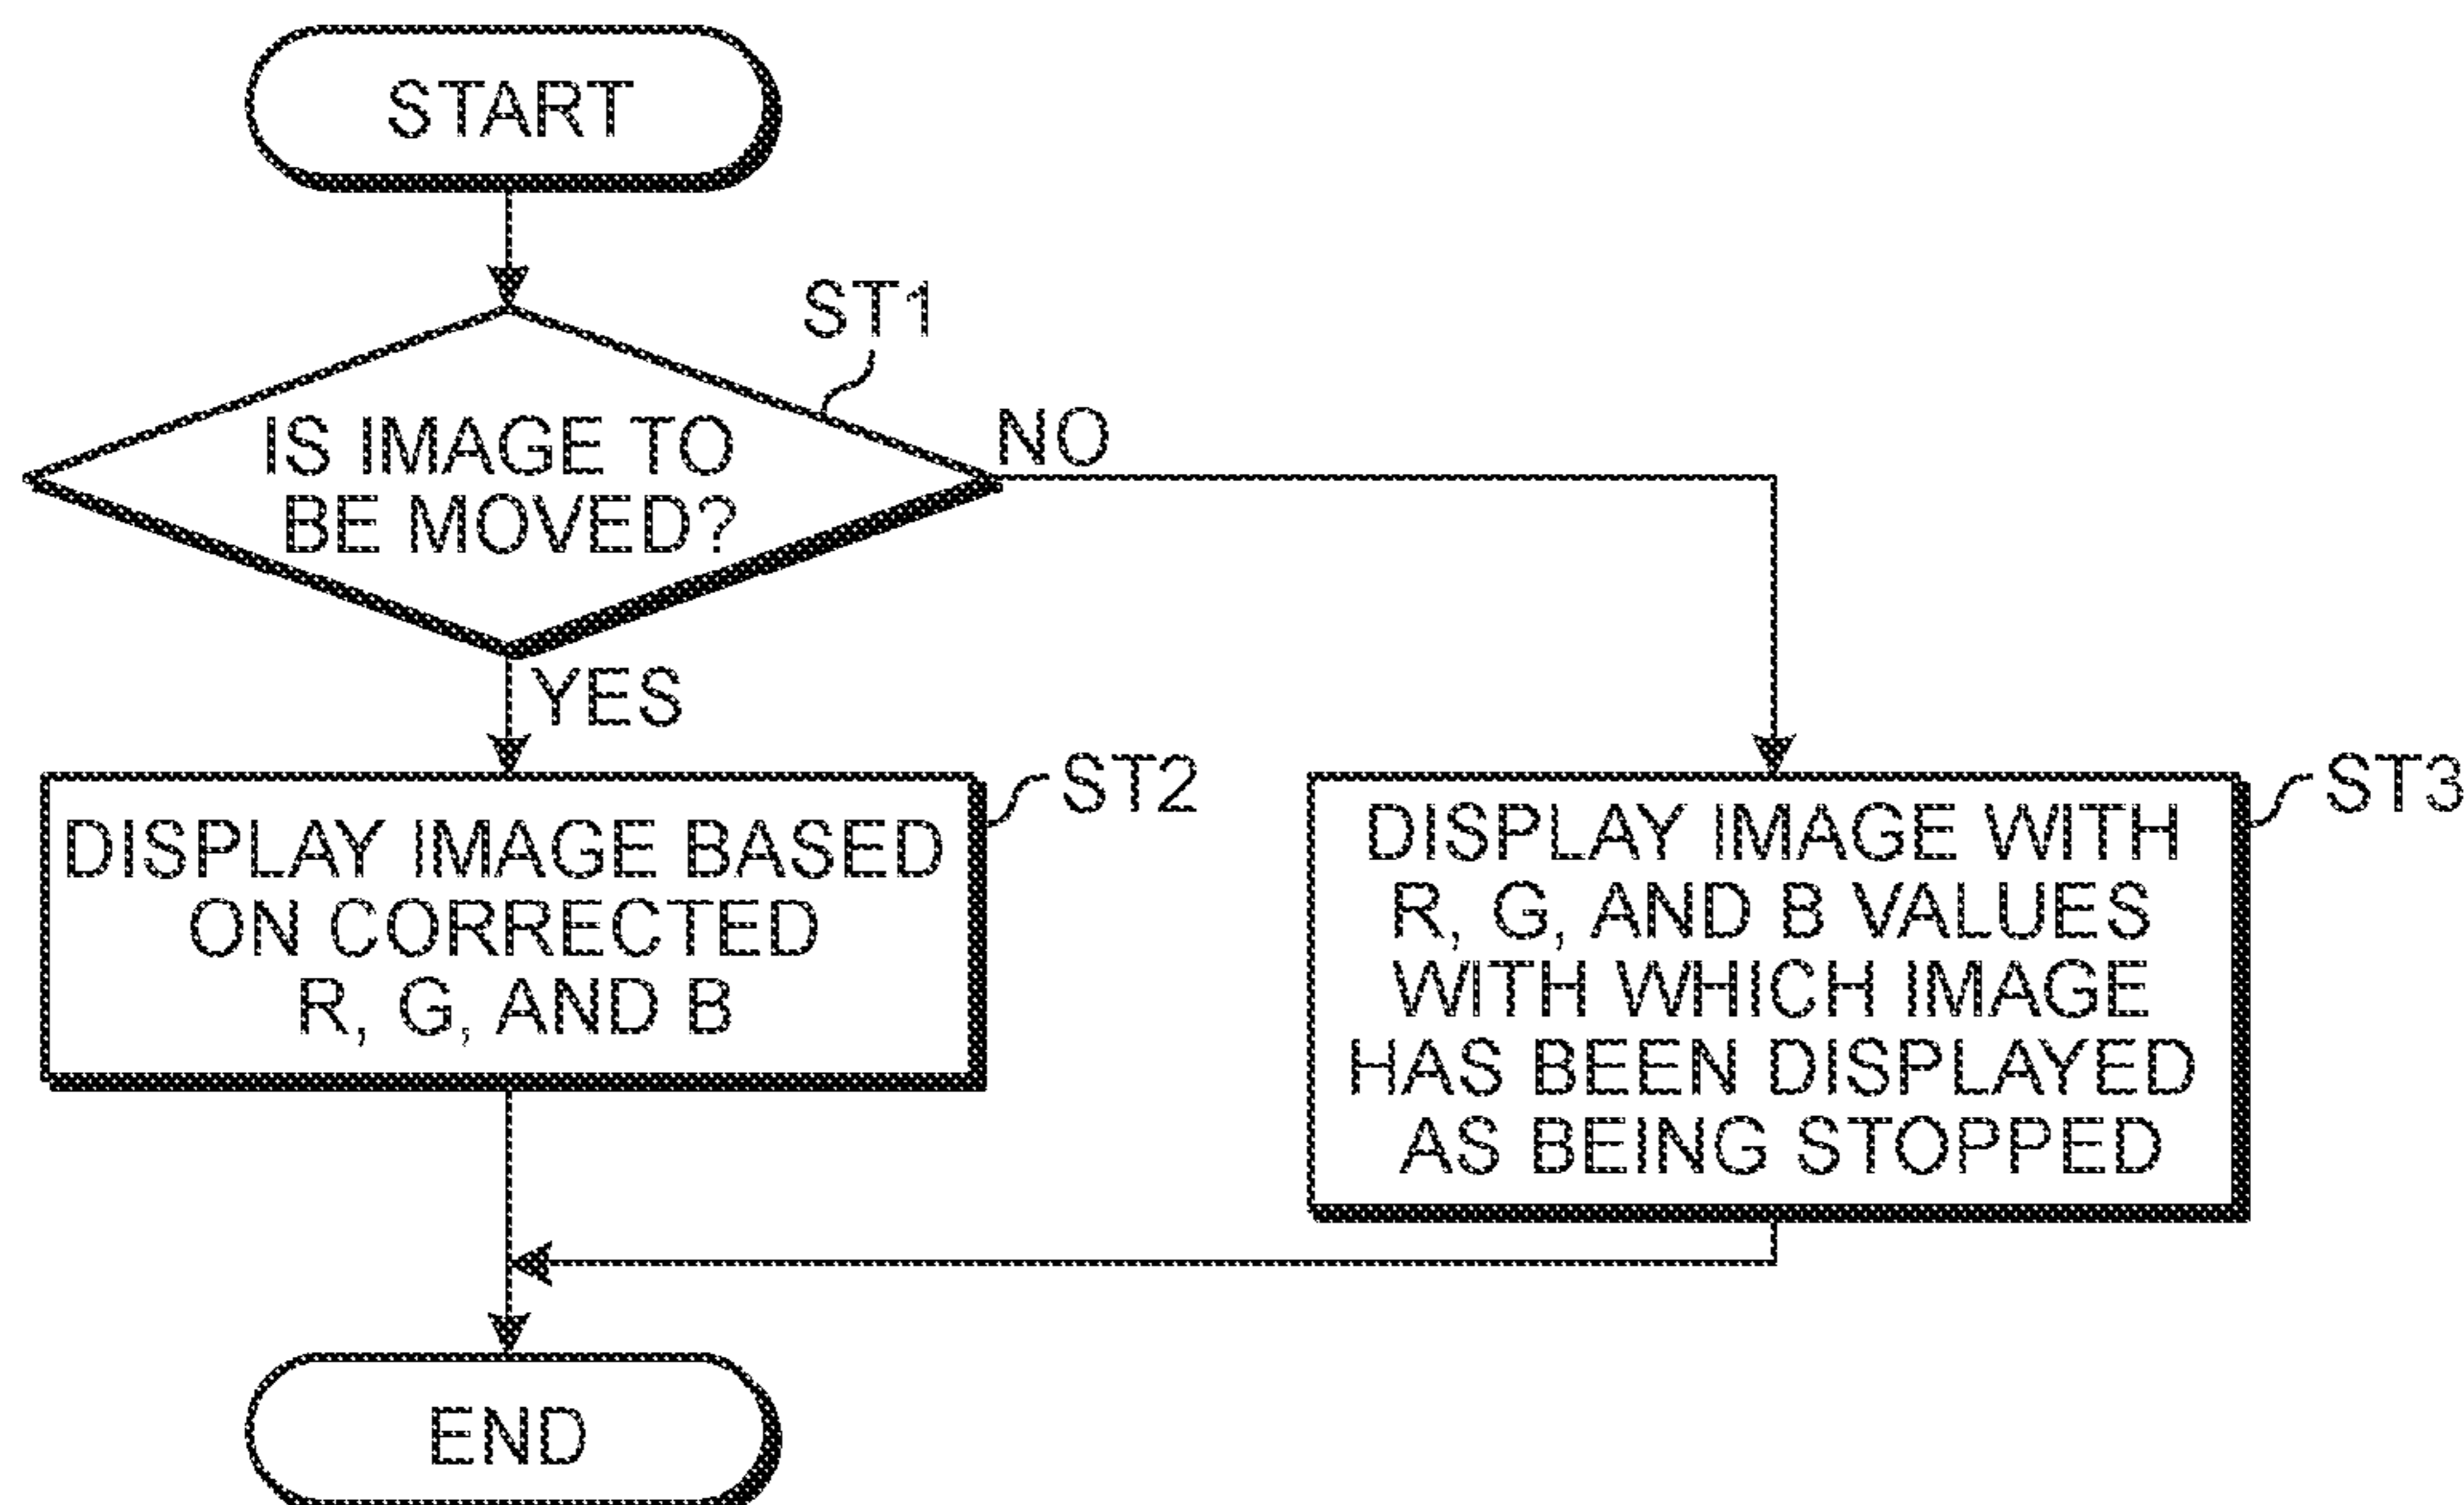 START
ST1
IS IMAGE TO
BE MOVED?
NO
YES
ST2
DISPLAY IMAGE BASED
ON CORRECTED
R, G, AND B
ST3
DISPLAY IMAGE WITH
R, G, AND B VALUES
WITH WHICH IMAGE
HAS BEEN DISPLAYED
AS BEING STOPPED
END